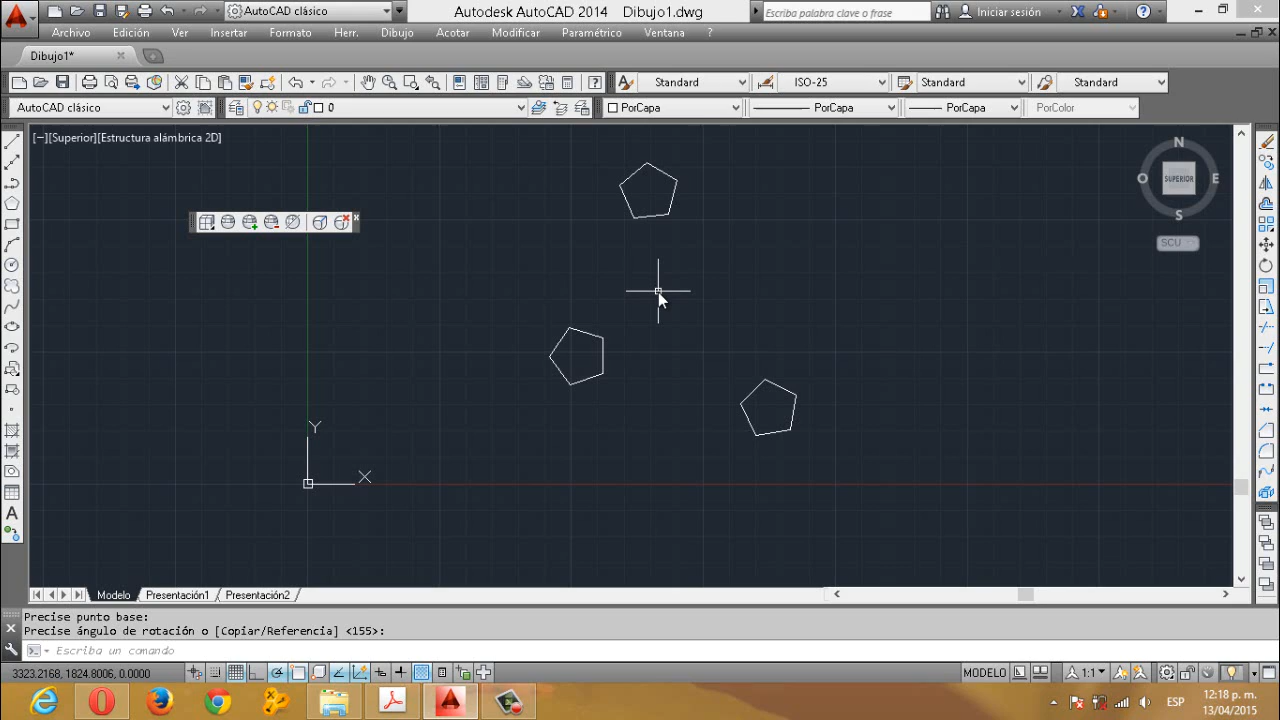 AutoCAD clásico
Autodesk AutoCAD 2014 Dibujo1.dwg
Escriba palabra clave o frase
Iniciar sesión
Archivo Edición Ver Insertar Formato Herr. Dibujo Acotar Modificar Paramétrico Ventana ?
Dibujo1*
Standard ISO-25 Standard Standard
AutoCAD clásico 0 PorCapa PorCapa PorCapa PorColor
[−][Superior][Estructura alámbrica 2D]
N
O SUPERIOR E
S
SCU
Y
X
A
Modelo Presentación1 Presentación2
Precise punto base:
Precise ángulo de rotación o [Copiar/Referencia] <155>:
Escriba un comando
3323.2168, 1824.8006, 0.0000 MODELO 1:1
ESP
12:18 p. m.
13/04/2015